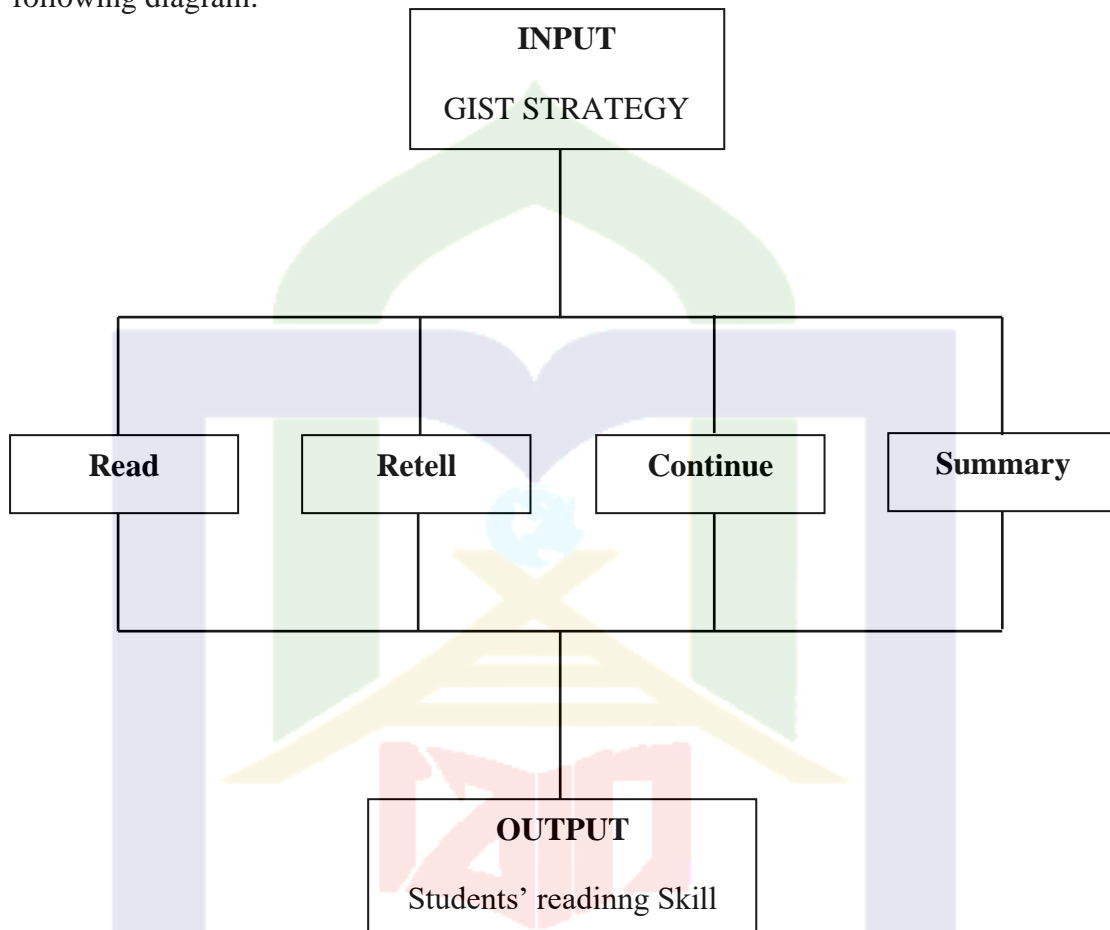 following diagram.
INPUT
GIST STRATEGY
Read
Retell
Continue
Summary
OUTPUT
Students’ readinng Skill